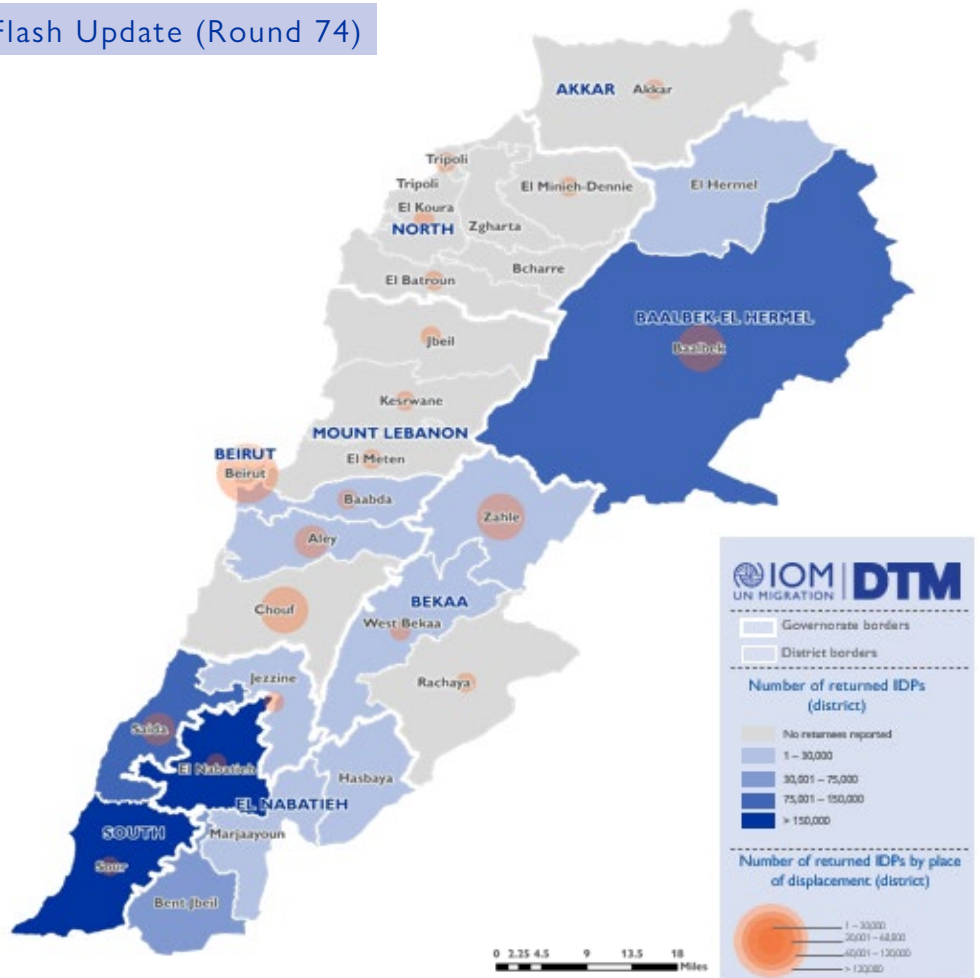 Flash Update (Round 74)
AKKAR
Akkar
Tripoli
Tripoli
El Minieh-Dennie
El Hermel
El Koura
NORTH
Zgharta
Bcharre
El Batroun
BAALBEK-EL HERMEL
Baalbek
Jbeil
Kesrwane
MOUNT LEBANON
El Meten
BEIRUT
Beirut
Baabda
Zahle
Aley
Chouf
BEKAA
West Bekaa
Rachaya
Jezzine
Saida
El Nabatieh
Hasbaya
EL NABATIEH
Marjaayoun
SOUTH
Sour
Bent Jbeil
0 2.25 4.5 9 13.5 18
Miles
IOM
UN MIGRATION
DTM
Governorate borders
District borders
Number of returned IDPs
(district)
No returnees reported
1 – 30,000
30,001 – 75,000
75,001 – 150,000
> 150,000
Number of returned IDPs by place
of displacement (district)
> 120,000